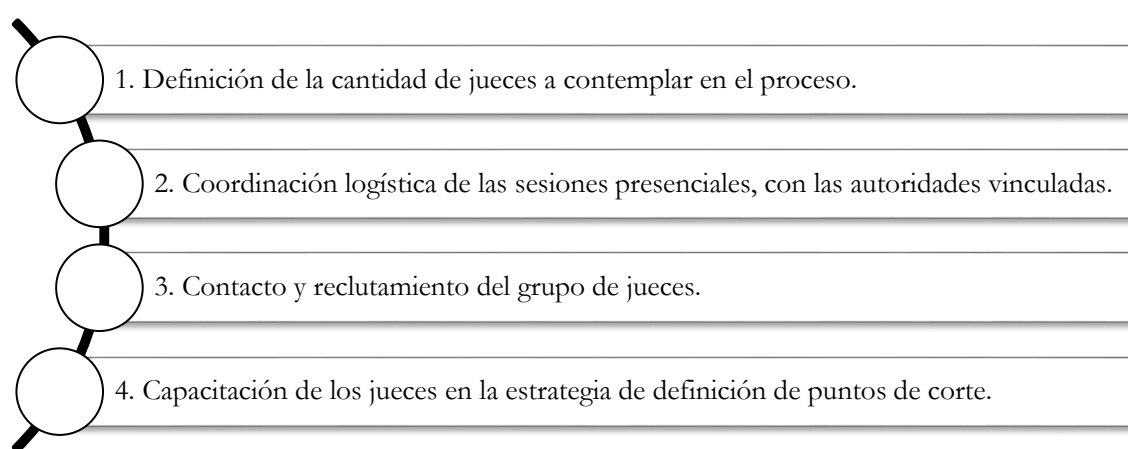 1. Definición de la cantidad de jueces a contemplar en el proceso.
2. Coordinación logística de las sesiones presenciales, con las autoridades vinculadas.
3. Contacto y reclutamiento del grupo de jueces.
4. Capacitación de los jueces en la estrategia de definición de puntos de corte.